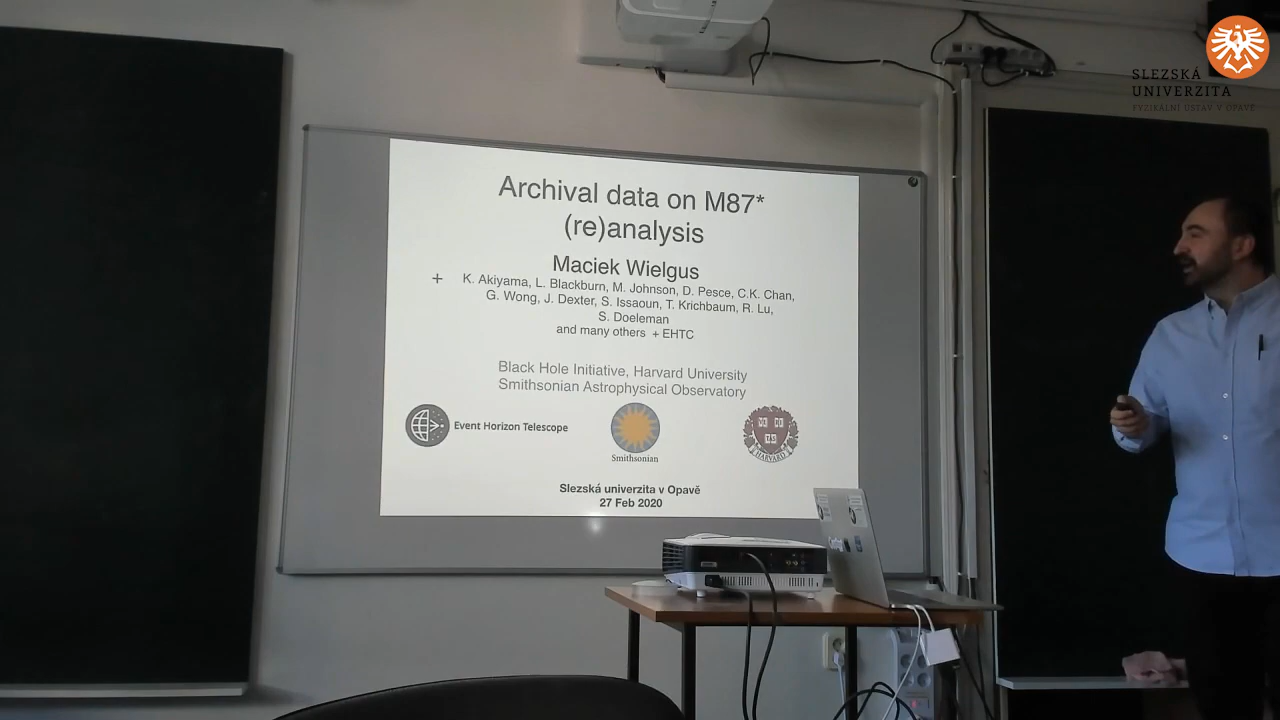 SLEZSKÁ
UNIVERZITA
FYZIKÁLNÍ ÚSTAV V OPAVĚ
Archival data on M87*
(re)analysis
Maciek Wielgus
+ K. Akiyama, L. Blackburn, M. Johnson, D. Pesce, C.K. Chan,
G. Wong, J. Dexter, S. Issaoun, T. Krichbaum, R. Lu,
S. Doeleman
and many others + EHTC
Black Hole Initiative, Harvard University
Smithsonian Astrophysical Observatory
Event Horizon Telescope
Smithsonian
HARVARD
Slezská univerzita v Opavě
27 Feb 2020